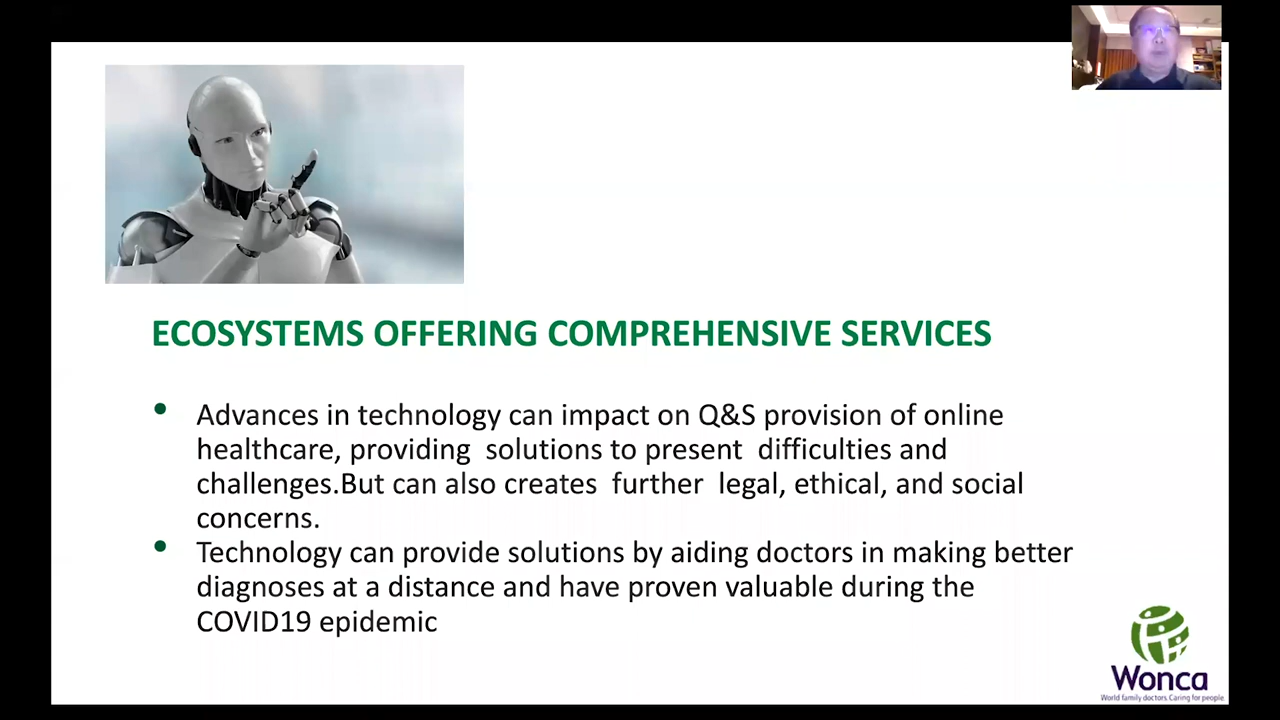 ECOSYSTEMS OFFERING COMPREHENSIVE SERVICES
• Advances in technology can impact on Q&S provision of online
healthcare, providing  solutions to present  difficulties and
challenges.But can also creates  further  legal, ethical, and social
concerns.
• Technology can provide solutions by aiding doctors in making better
diagnoses at a distance and have proven valuable during the
COVID19 epidemic
Wonca
World family doctors. Caring for people.